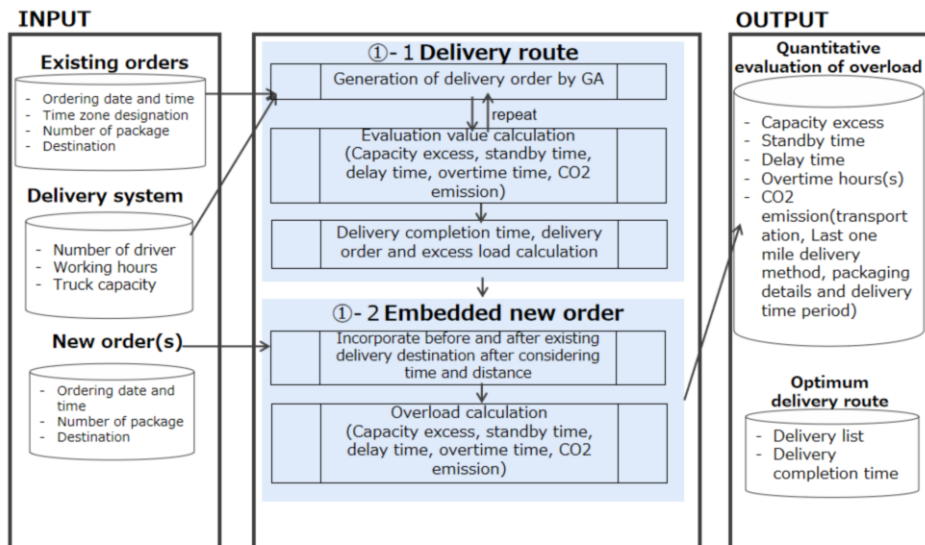 INPUT
Existing orders
- Ordering date and time
- Time zone designation
- Number of package
- Destination
Delivery system
- Number of driver
- Working hours
- Truck capacity
New order(s)
- Ordering date and
time
- Number of package
- Destination
①- 1 Delivery route
Generation of delivery order by GA
repeat
Evaluation value calculation
(Capacity excess, standby time,
delay time, overtime time, CO2
emission)
Delivery completion time, delivery
order and excess load calculation
①- 2 Embedded new order
Incorporate before and after existing
delivery destination after considering
time and distance
Overload calculation
(Capacity excess, standby time,
delay time, overtime time, CO2
emission)
OUTPUT
Quantitative
evaluation of overload
- Capacity excess
- Standby time
- Delay time
- Overtime hours(s)
- CO2
emission(transport
ation, Last one
mile delivery
method, packaging
details and delivery
time period)
Optimum
delivery route
- Delivery list
- Delivery
completion time